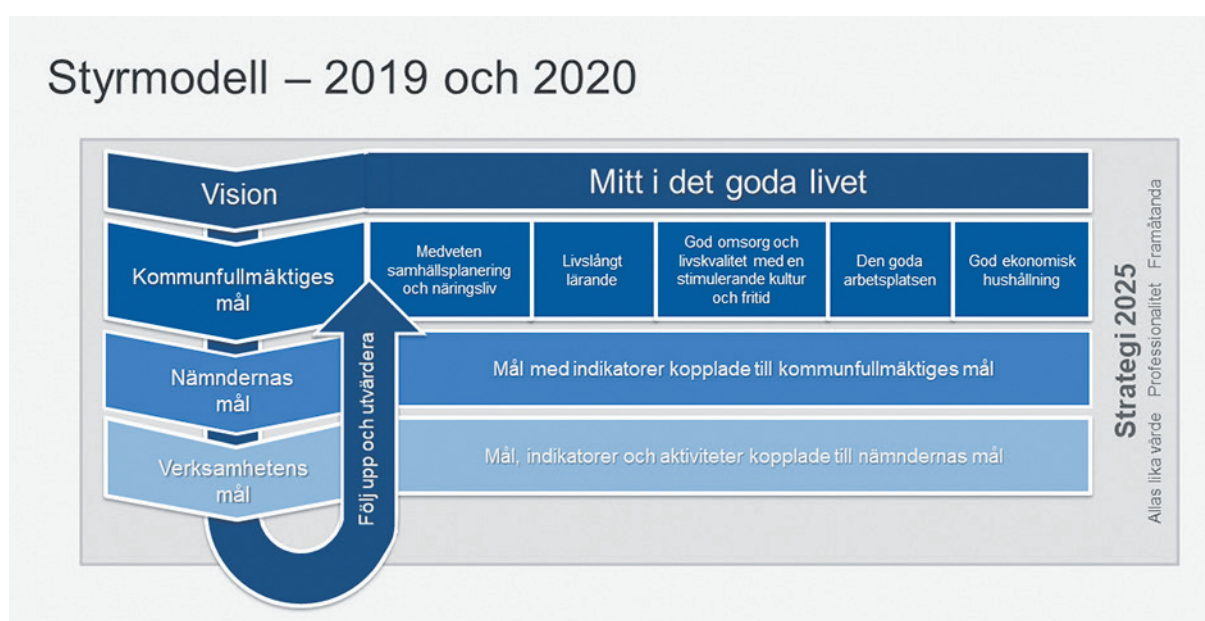 Styrmodell – 2019 och 2020
Vision
Mitt i det goda livet
Kommunfullmäktiges
mål
Medveten
samhällsplanering
och näringsliv
Livslångt
lärande
God omsorg och
livskvalitet med en
stimulerande kultur
och fritid
Den goda
arbetsplatsen
God ekonomisk
hushållning
Nämndernas
mål
Mål med indikatorer kopplade till kommunfullmäktiges mål
Verksamhetens
mål
Mål, indikatorer och aktiviteter kopplade till nämndernas mål
Följ upp och utvärdera
Strategi 2025
Allas lika värde Professionalitet Framåtanda